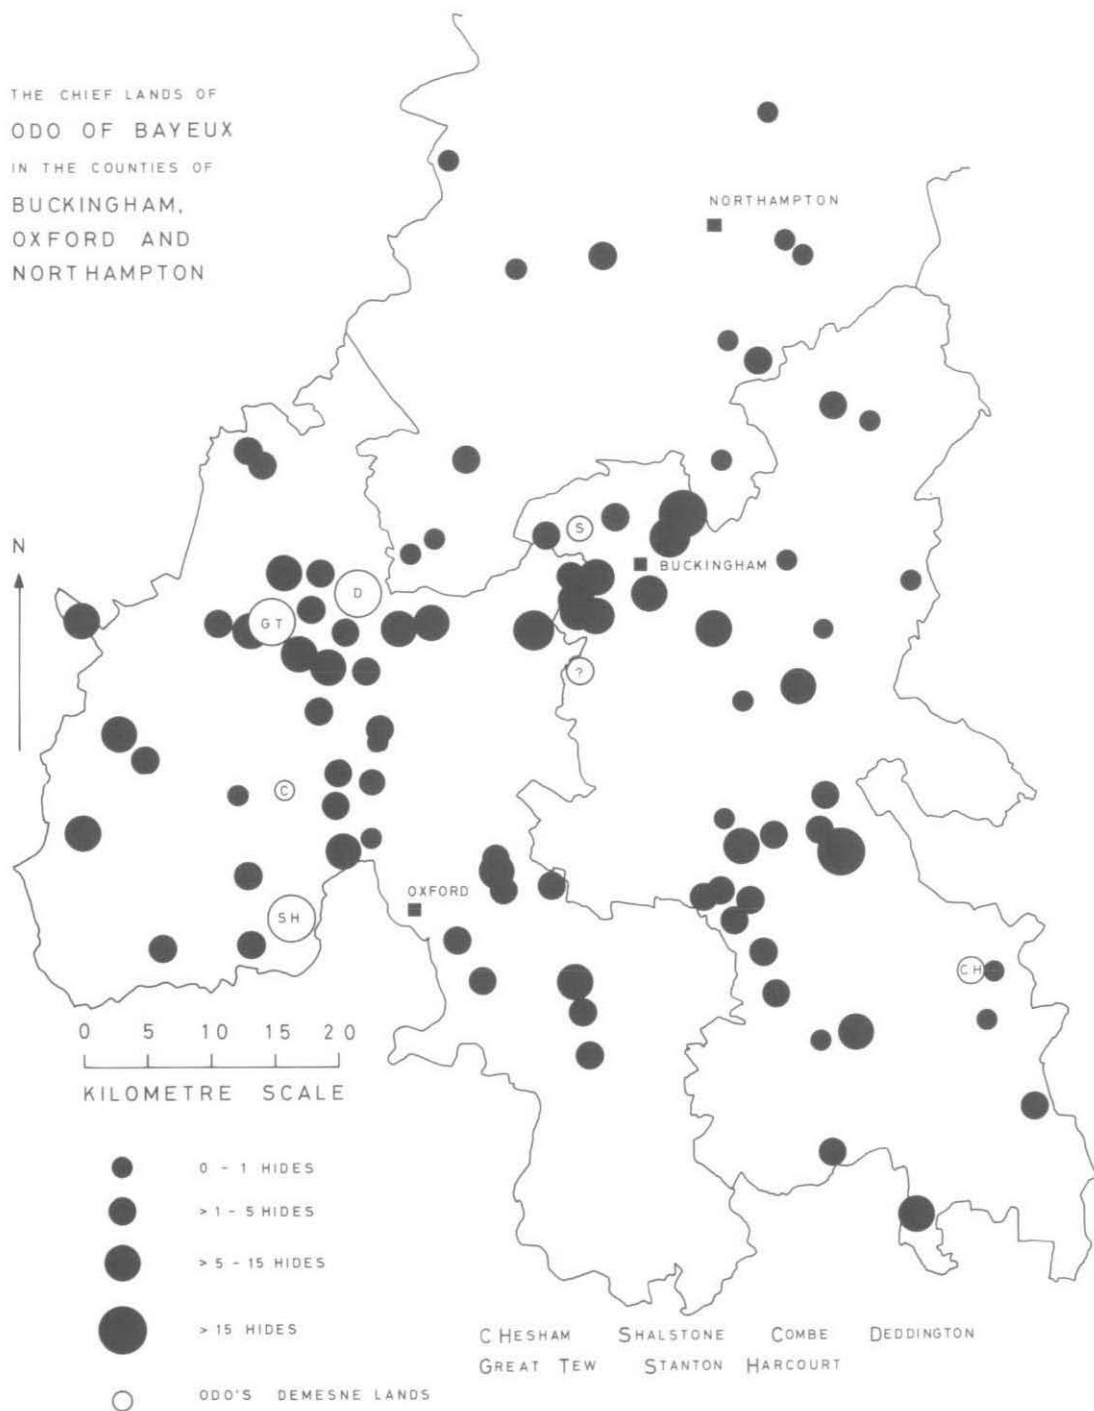 THE CHIEF LANDS OF
ODO OF BAYEUX
IN THE COUNTIES OF
BUCKINGHAM,
OXFORD AND
NORTHAMPTON
NORTHAMPTON
N
S
BUCKINGHAM
D
GT
?
C
OXFORD
SH
CH
0 5 10 15 20
KILOMETRE SCALE
0 - 1 HIDES
> 1 - 5 HIDES
> 5 - 15 HIDES
> 15 HIDES
ODO'S DEMESNE LANDS
CHESHAM SHALSTONE COMBE DEDDINGTON
GREAT TEW STANTON HARCOURT